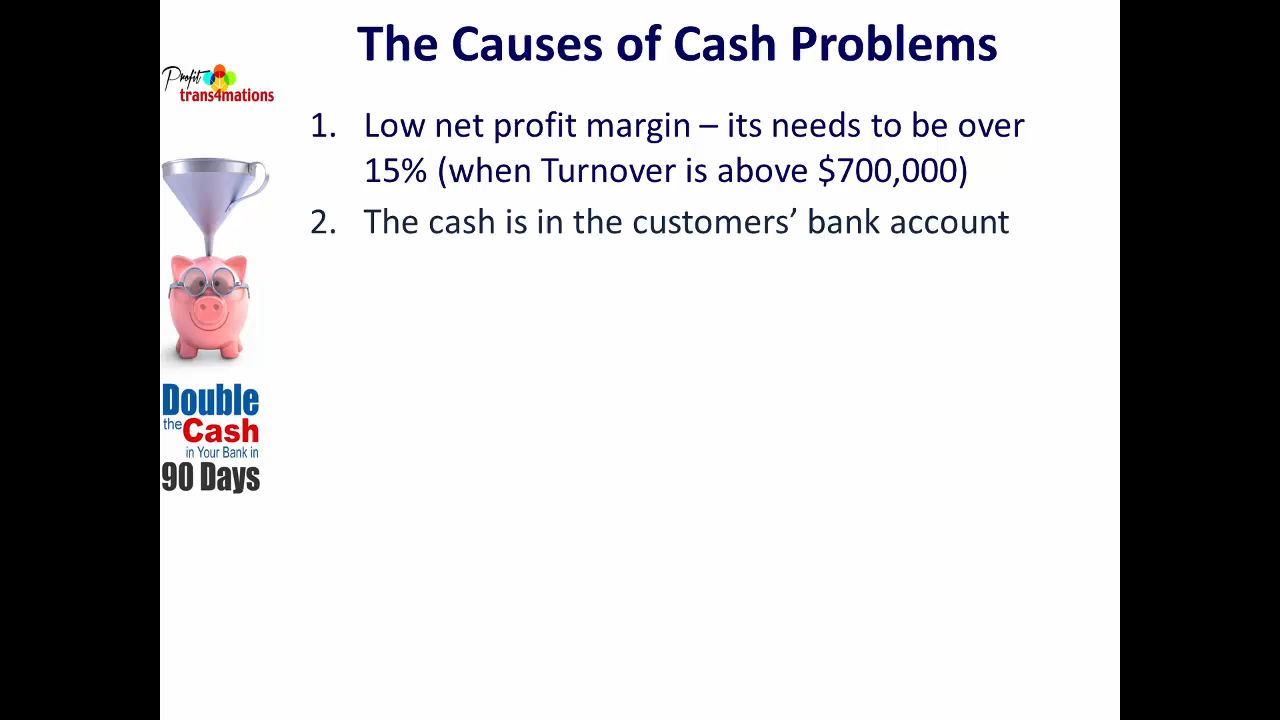 The Causes of Cash Problems
Profit
trans4mations
1. Low net profit margin – its needs to be over
15% (when Turnover is above $700,000)
2. The cash is in the customers’ bank account
Double
the Cash
in Your Bank in
90 Days